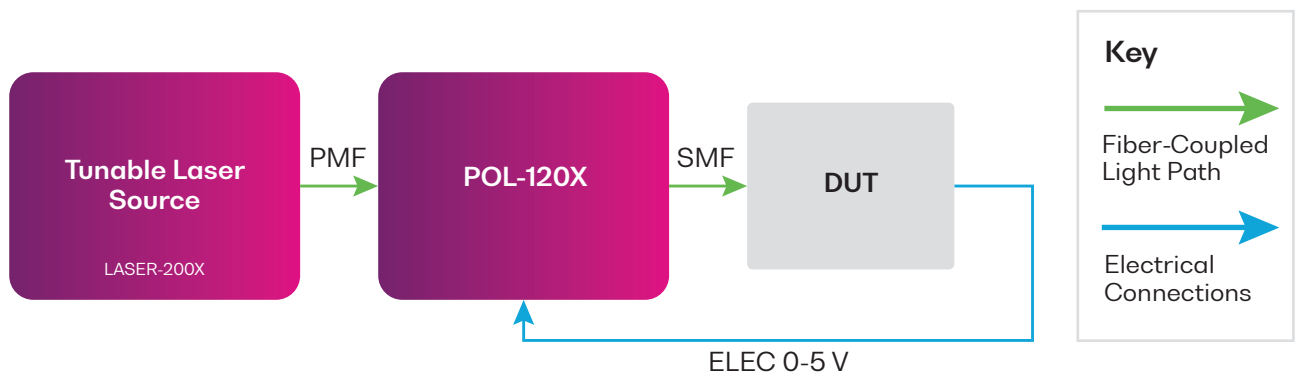 Tunable Laser
Source
LASER-200X
PMF
POL-120X
SMF
DUT
ELEC 0-5 V
Key
Fiber-Coupled
Light Path
Electrical
Connections